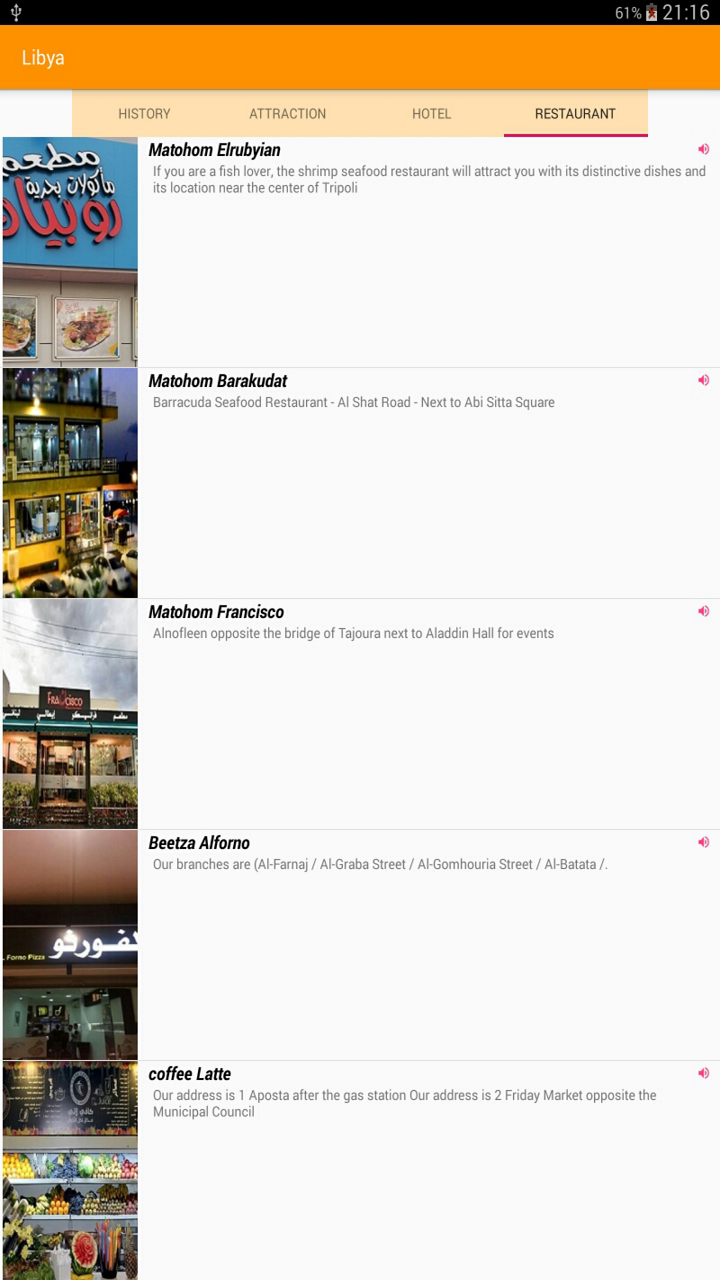 61% 21:16
Libya
HISTORY ATTRACTION HOTEL RESTAURANT
مطعم
مأكولات بحرية
Matohom Elrubyian
If you are a fish lover, the shrimp seafood restaurant will attract you with its distinctive dishes and
its location near the center of Tripoli
Matohom Barakudat
Barracuda Seafood Restaurant - Al Shat Road - Next to Abi Sitta Square
Matohom Francisco
Alnofleen opposite the bridge of Tajoura next to Aladdin Hall for events
مطعم فرنسيسكو إيطالي
Beetza Alforno
Our branches are (Al-Farnaj / Al-Graba Street / Al-Gomhouria Street / Al-Batata /.
Forno Pizza
coffee Latte
Our address is 1 Aposta after the gas station Our address is 2 Friday Market opposite the
Municipal Council